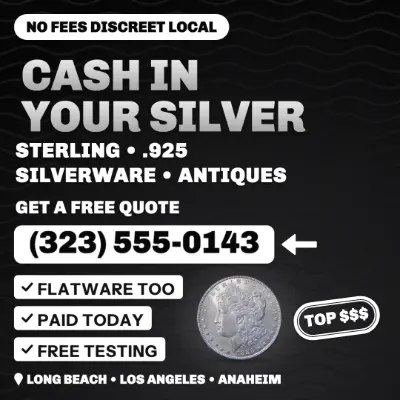 NO FEES DISCREET LOCAL
CASH IN
YOUR SILVER
STERLING • .925
SILVERWARE • ANTIQUES
GET A FREE QUOTE
(323) 555-0143
FLATWARE TOO
PAID TODAY
FREE TESTING
TOP $$$
LONG BEACH • LOS ANGELES • ANAHEIM